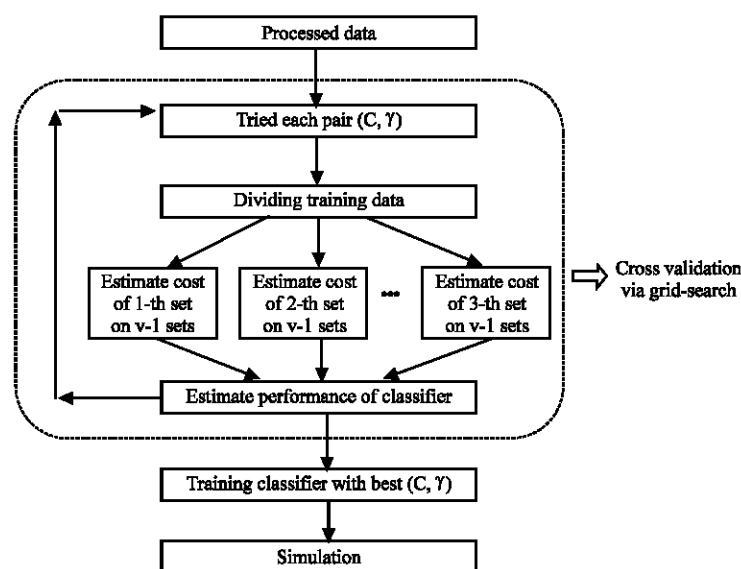 Processed data
Tried each pair (C, γ)
Dividing training data
Estimate cost
of 1-th set
on v-1 sets
Estimate cost
of 2-th set
on v-1 sets
...
Estimate cost
of 3-th set
on v-1 sets
Cross validation
via grid-search
Estimate performance of classifier
Training classifier with best (C, γ)
Simulation